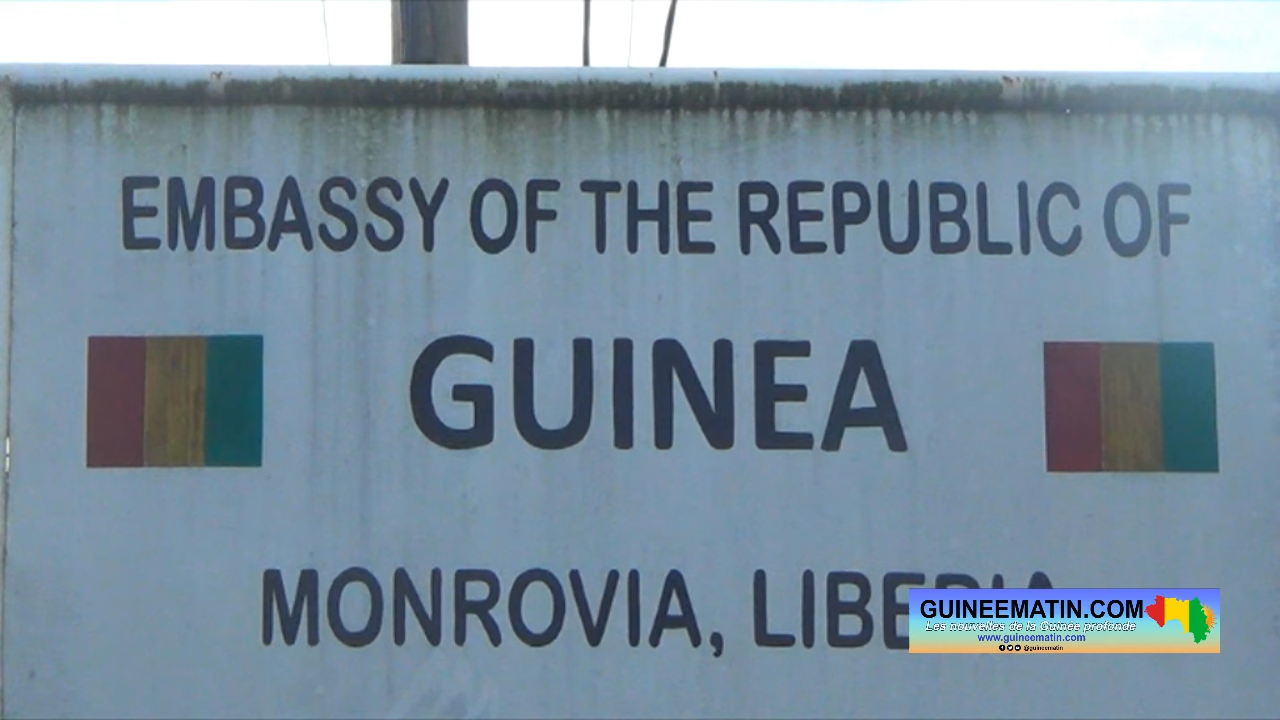 EMBASSY OF THE REPUBLIC OF
GUINEA
MONROVIA, LIBERIA
GUINEEMATIN.COM
Les nouvelles de la Guinée profonde
www.guineematin.com
@guineematin